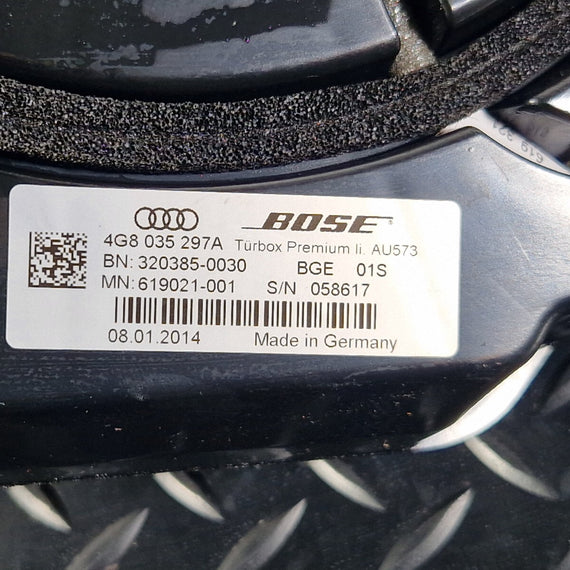 BOSE®
4G8 035 297A Türbox Premium li. AU573
BN: 320385-0030 BGE 01S
MN: 619021-001 S/N 058617
08.01.2014 Made in Germany